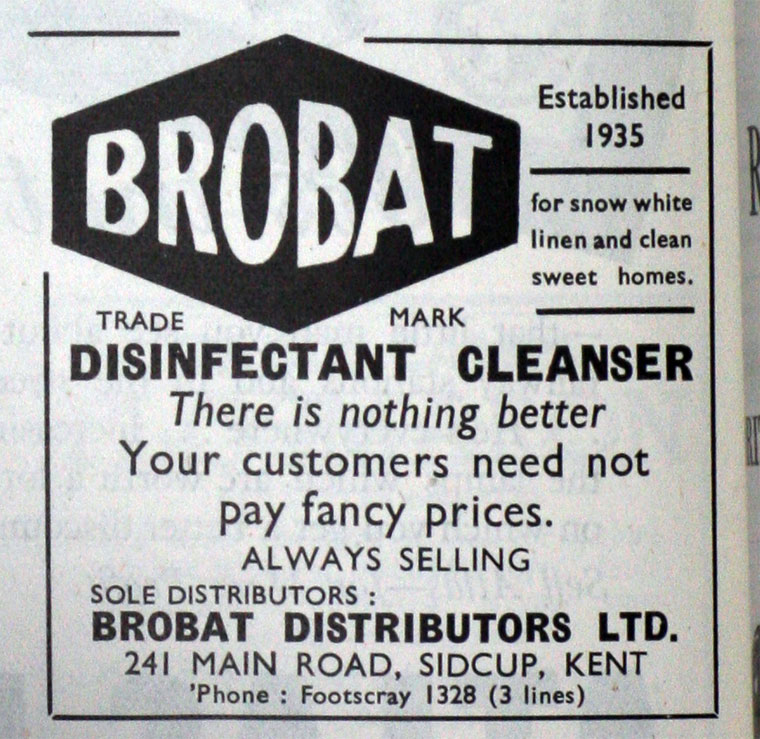 BROBAT
Established
1935
for snow white
linen and clean
sweet homes.
TRADE MARK
DISINFECTANT CLEANSER
There is nothing better
Your customers need not
pay fancy prices.
ALWAYS SELLING
SOLE DISTRIBUTORS :
BROBAT DISTRIBUTORS LTD.
241 MAIN ROAD, SIDCUP, KENT
'Phone : Footscray 1328 (3 lines)